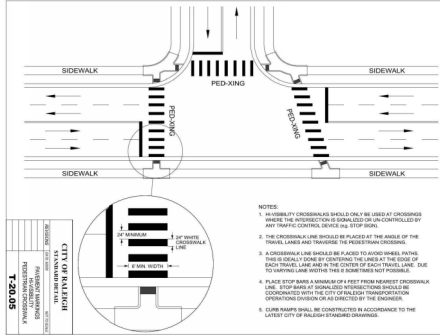 SIDEWALK
SIDEWALK
PED-XING
PED-XING
PED-XING
SIDEWALK
SIDEWALK
24" MINIMUM
24" WHITE
CROSSWALK
LINE
6' MIN. WIDTH
NOTES:
1. HI-VISIBILITY CROSSWALKS SHOULD ONLY BE USED AT CROSSINGS
WHERE THE INTERSECTION IS SIGNALIZED OR UN-CONTROLLED BY
ANY TRAFFIC CONTROL DEVICE (eg. STOP SIGN).
2. THE CROSSWALK LINE SHOULD BE PLACED AT THE ANGLE OF THE
TRAVEL LANES AND TRAVERSE THE PEDESTRIAN CROSSING.
3. A CROSSWALK LINE SHOULD BE PLACED TO AVOID WHEEL PATHS.
THIS IS IDEALLY DONE BY CENTERING THE LINES AT THE EDGE OF
EACH TRAVEL LANE AND IN THE CENTER OF EACH TRAVEL LANE. DUE
TO VARYING LANE WIDTHS THIS IS SOMETIMES NOT POSSIBLE.
4. PLACE STOP BARS A MINIMUM OF 4 FEET FROM NEAREST CROSSWALK
LINE. STOP BARS AT SIGNALIZED INTERSECTIONS SHOULD BE
COORDINATED WITH THE CITY OF RALEIGH TRANSPORTATION
OPERATIONS DIVISION OR AS DIRECTED BY THE ENGINEER.
5. CURB RAMPS SHALL BE CONSTRUCTED IN ACCORDANCE TO THE
LATEST CITY OF RALEIGH STANDARD DRAWINGS.
CITY OF RALEIGH
STANDARD DETAIL
REVISIONS
NOT TO SCALE
PAVEMENT MARKINGS
HI-VISIBILITY
PEDESTRIAN CROSSWALK
T-20.05